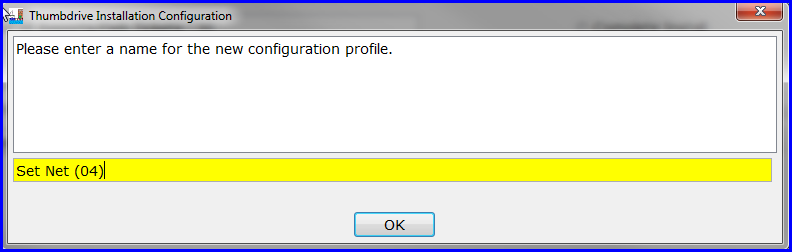 Thumbdrive Installation Configuration
Please enter a name for the new configuration profile.
Set Net (04)
OK